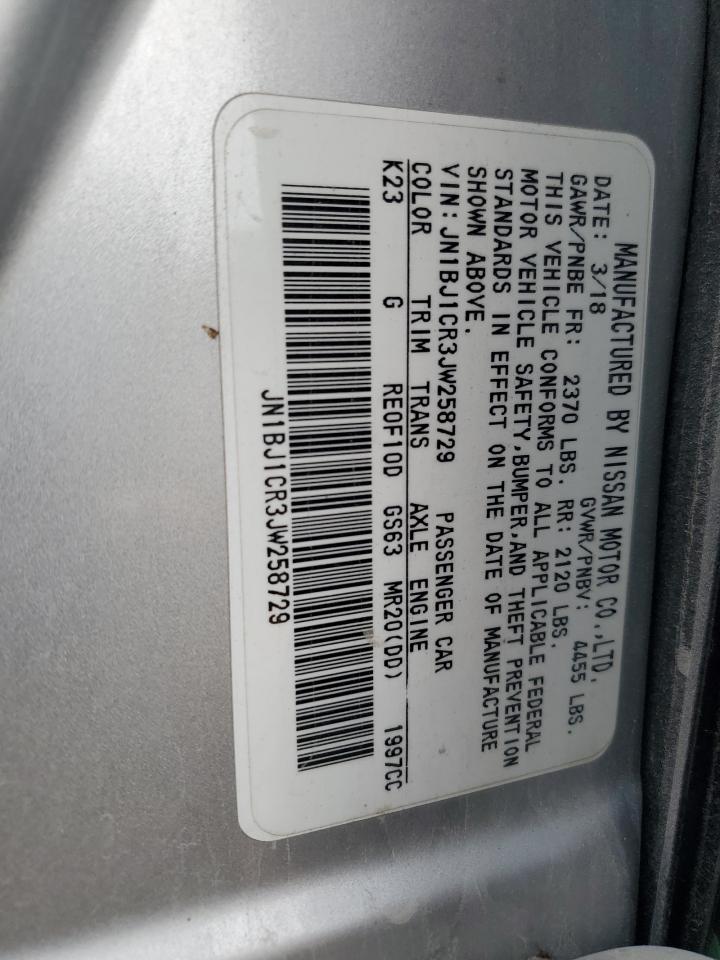 MANUFACTURED BY NISSAN MOTOR CO.,LTD.
DATE: 3/18 GVWR/PNBV: 4455 LBS.
GAWR/PNBE FR: 2370 LBS. RR: 2120 LBS.
THIS VEHICLE CONFORMS TO ALL APPLICABLE FEDERAL
MOTOR VEHICLE SAFETY,BUMPER,AND THEFT PREVENTION
STANDARDS IN EFFECT ON THE DATE OF MANUFACTURE
SHOWN ABOVE.
VIN: JN1BJ1CR3JW258729 PASSENGER CAR
COLOR TRIM TRANS AXLE ENGINE
K23 G RE0F10D GS63 MR20(DD) 1997CC
JN1BJ1CR3JW258729